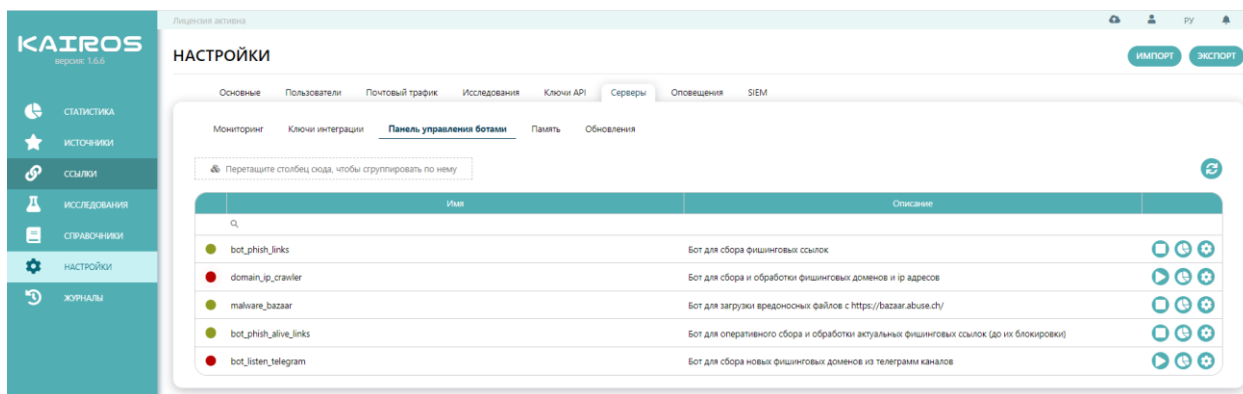 Лицензия активна
РУ
KAIROS
версия: 1.6.6
НАСТРОЙКИ
ИМПОРТ
ЭКСПОРТ
Основные Пользователи Почтовый трафик Исследования Ключи API Серверы Оповещения SIEM
СТАТИСТИКА
ИСТОЧНИКИ
ССЫЛКИ
ИССЛЕДОВАНИЯ
СПРАВОЧНИКИ
НАСТРОЙКИ
ЖУРНАЛЫ
Мониторинг Ключи интеграции Панель управления ботами Память Обновления
Перетащите столбец сюда, чтобы сгруппировать по нему
Имя Описание
bot_phish_links Бот для сбора фишинговых ссылок
domain_ip_crawler Бот для сбора и обработки фишинговых доменов и ip адресов
malware_bazaar Бот для загрузки вредоносных файлов с https://bazaar.abuse.ch/
bot_phish_alive_links Бот для оперативного сбора и обработки актуальных фишинговых ссылок (до их блокировки)
bot_listen_telegram Бот для сбора новых фишинговых доменов из телеграмм каналов